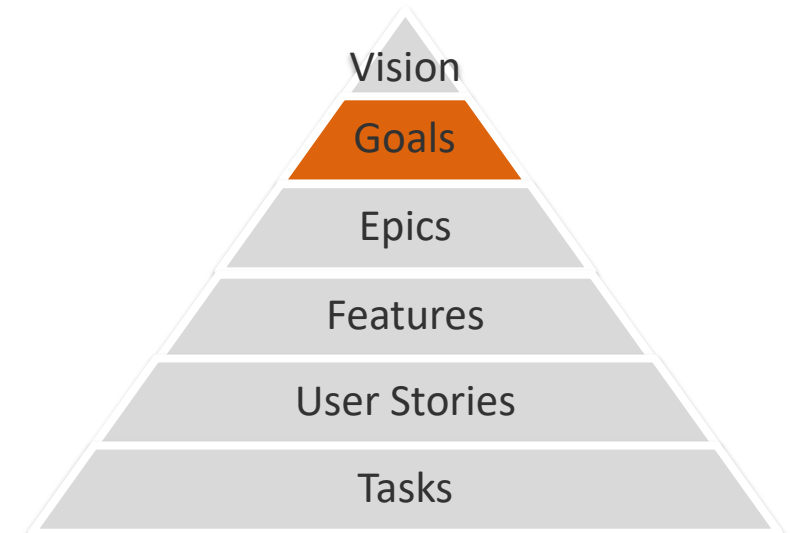 Vision
Goals
Epics
Features
User Stories
Tasks